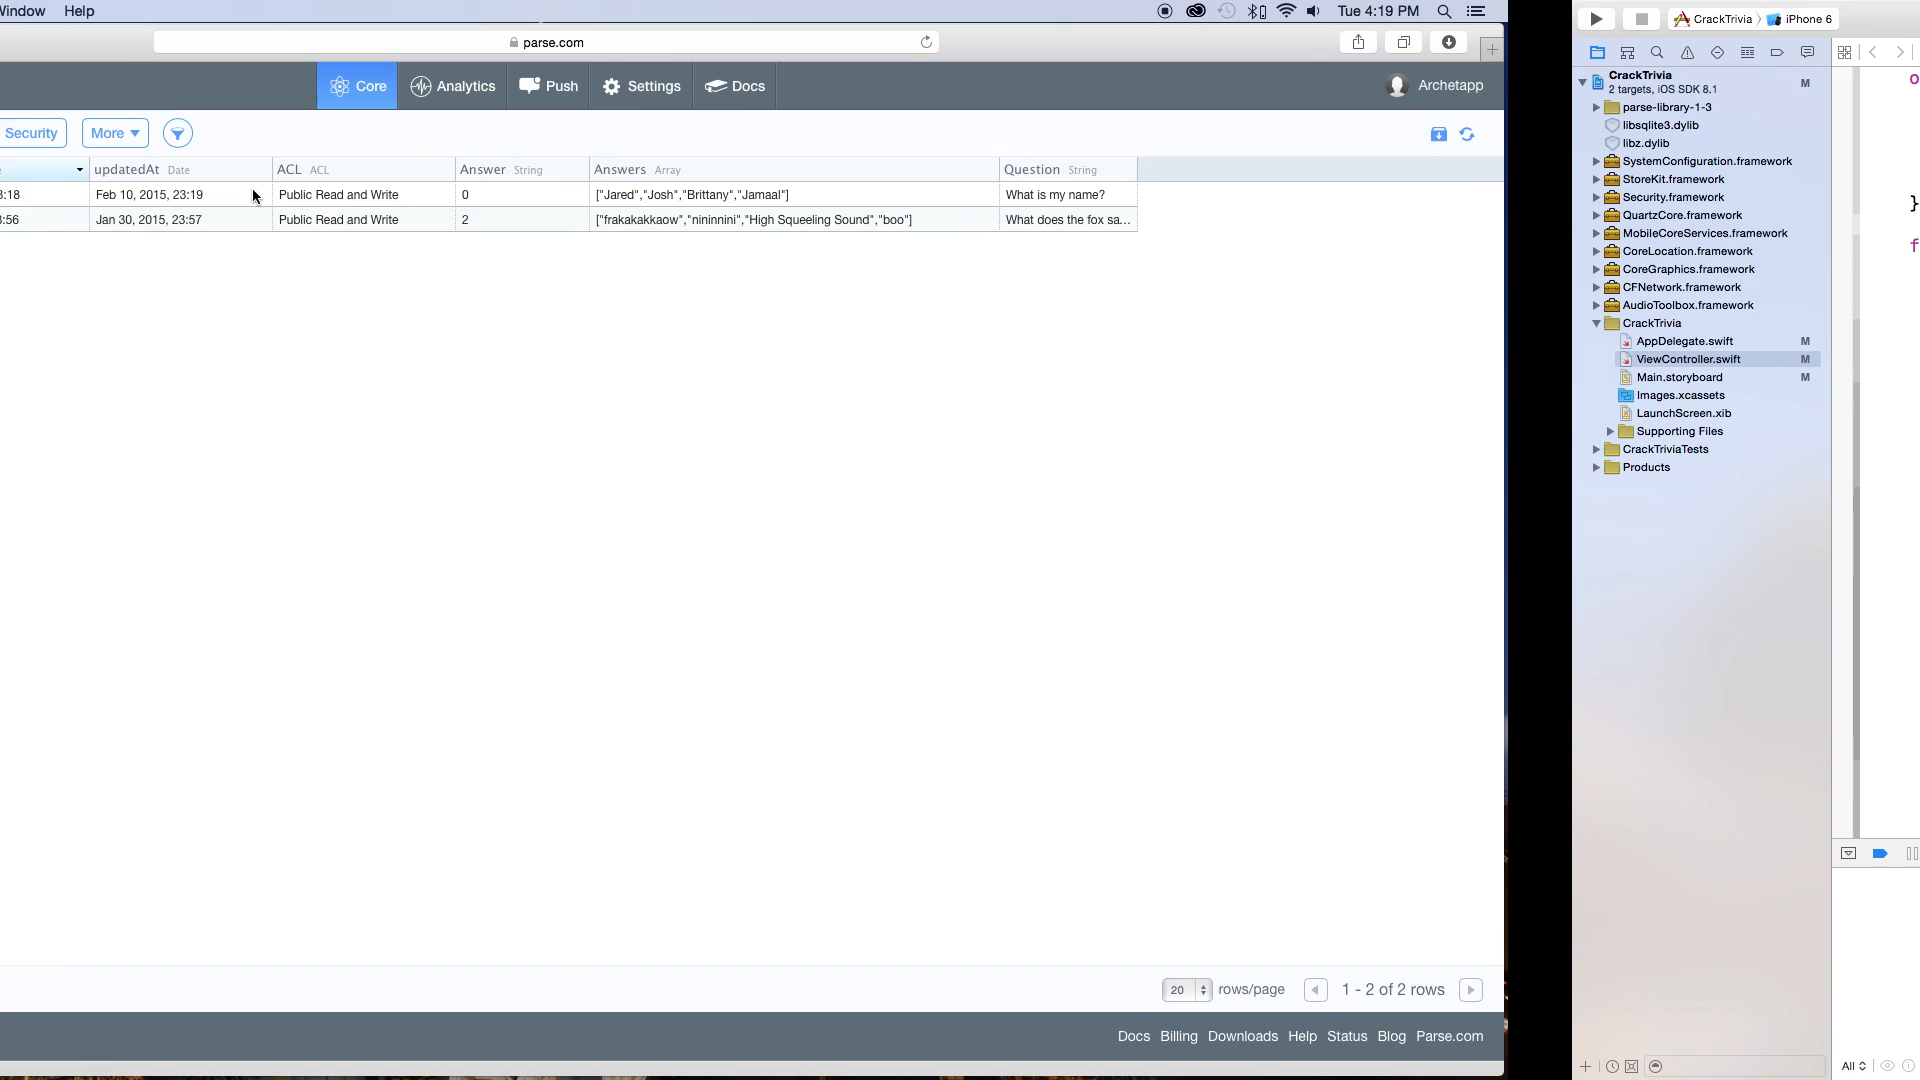 Window Help Tue 4:19 PM
parse.com
Core Analytics Push Settings Docs Archetapp
Security More
updatedAt Date ACL ACL Answer String Answers Array Question String
3:18 Feb 10, 2015, 23:19 Public Read and Write 0 ["Jared","Josh","Brittany","Jamaal"] What is my name?
3:56 Jan 30, 2015, 23:57 Public Read and Write 2 ["frakakakkaow","nininnini","High Squeeling Sound","boo"] What does the fox sa...
20 rows/page 1 - 2 of 2 rows
Docs Billing Downloads Help Status Blog Parse.com
CrackTrivia iPhone 6
CrackTrivia M
2 targets, iOS SDK 8.1
parse-library-1-3
libsqlite3.dylib
libz.dylib
SystemConfiguration.framework
StoreKit.framework
Security.framework
QuartzCore.framework
MobileCoreServices.framework
CoreLocation.framework
CoreGraphics.framework
CFNetwork.framework
AudioToolbox.framework
CrackTrivia
AppDelegate.swift M
ViewController.swift M
Main.storyboard M
Images.xcassets
LaunchScreen.xib
Supporting Files
CrackTriviaTests
Products
}
f
All